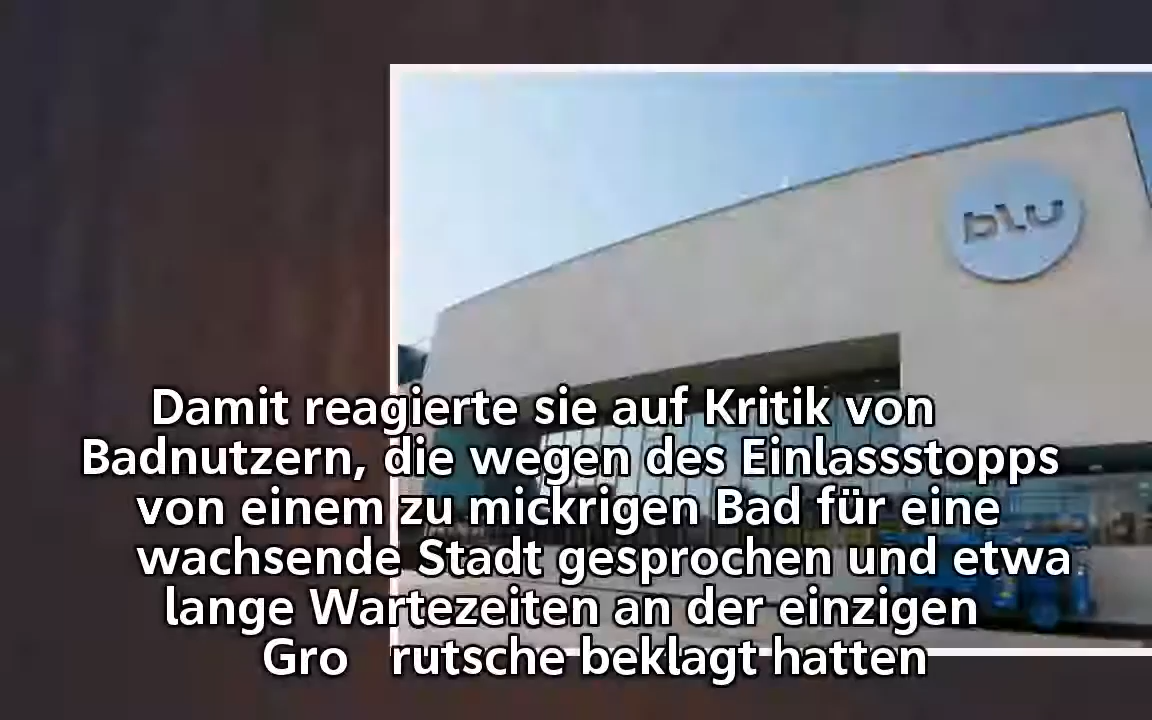 blu
Damit reagierte sie auf Kritik von
Badnutzern, die wegen des Einlassstopps
von einem zu mickrigen Bad für eine
wachsende Stadt gesprochen und etwa
lange Wartezeiten an der einzigen
Gro rutsche beklagt hatten